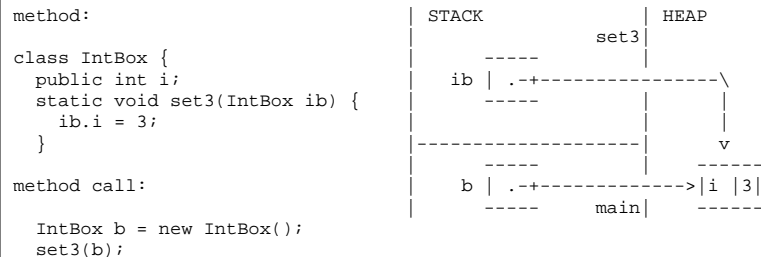 method:                                 | STACK                  | HEAP
                                        |                   set3|
class IntBox {                          |       -----            |
  public int i;                         |   ib | .-+-----------------\
  static void set3(IntBox ib) {         |       -----            |       |
    ib.i = 3;                           |                        |       |
  }                                     |---------------------|       v
                                        |       -----            |     ------
method call:                            |    b | .-+-------------->|i |3|
                                        |       -----      main|     ------
  IntBox b = new IntBox();
  set3(b);